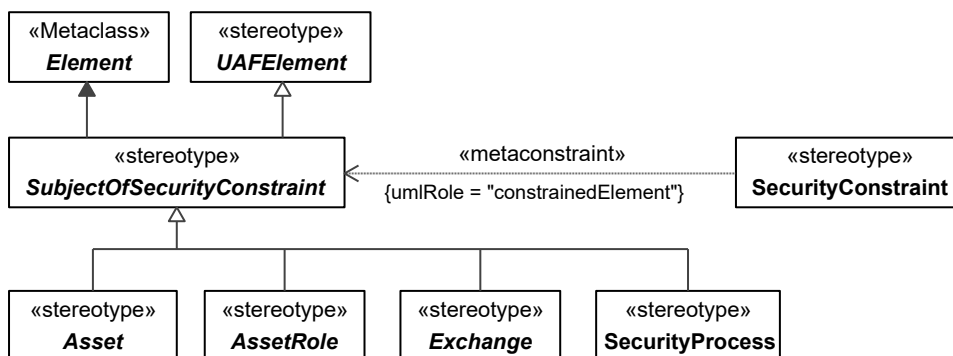 «Metaclass»
Element
«stereotype»
UAFElement
«stereotype»
SubjectOfSecurityConstraint
«metaconstraint»
{umlRole = "constrainedElement"}
«stereotype»
SecurityConstraint
«stereotype»
Asset
«stereotype»
AssetRole
«stereotype»
Exchange
«stereotype»
SecurityProcess